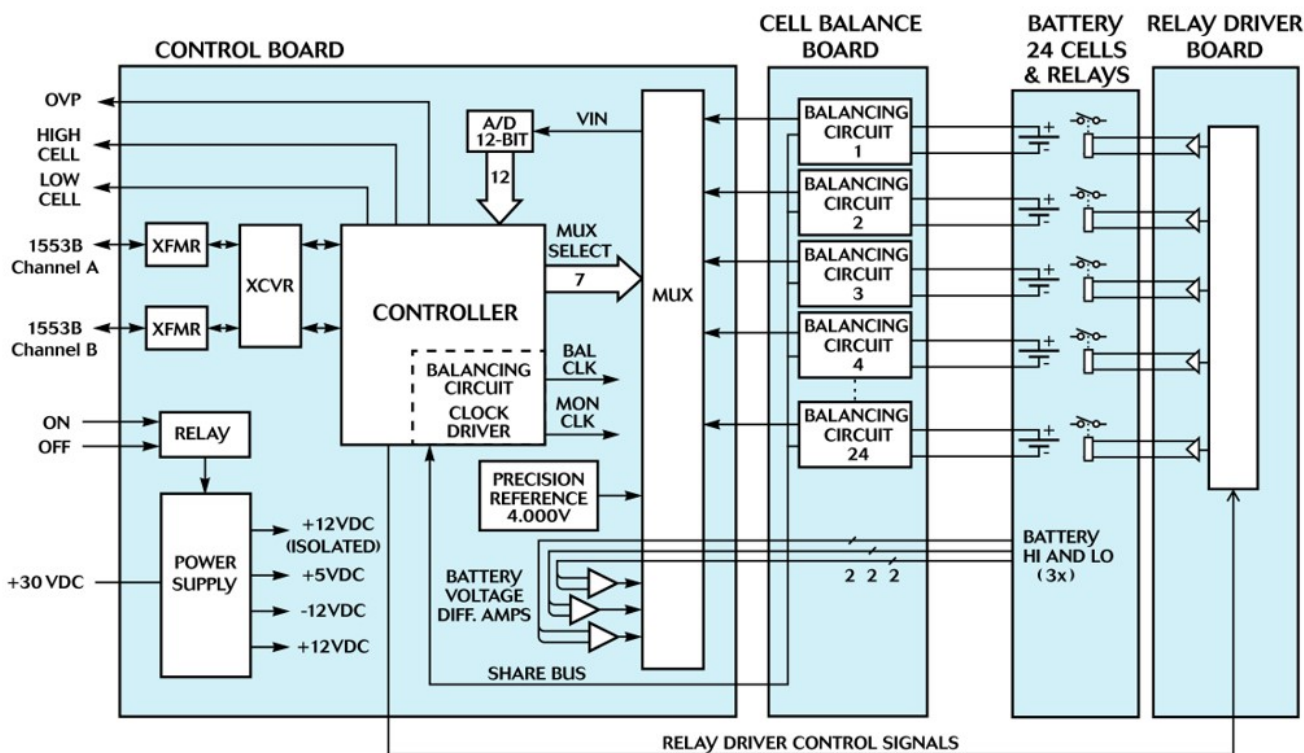 CONTROL BOARD
CELL BALANCE
BOARD
BATTERY
24 CELLS
& RELAYS
RELAY DRIVER
BOARD
OVP
HIGH
CELL
LOW
CELL
1553B
Channel A
1553B
Channel B
XFMR
XFMR
XCVR
A/D
12-BIT
VIN
12
CONTROLLER
MUX
SELECT
7
MUX
BALANCING
CIRCUIT
CLOCK
DRIVER
BAL
CLK
MON
CLK
ON
OFF
RELAY
POWER
SUPPLY
+30 VDC
+12VDC
(ISOLATED)
+5VDC
-12VDC
+12VDC
PRECISION
REFERENCE
4.000V
BATTERY
VOLTAGE
DIFF. AMPS
SHARE BUS
BALANCING
CIRCUIT
1
BALANCING
CIRCUIT
2
BALANCING
CIRCUIT
3
BALANCING
CIRCUIT
4
BALANCING
CIRCUIT
24
+
-
+
-
+
-
+
-
+
-
2 2 2
BATTERY
HI AND LO
(3x)
RELAY DRIVER CONTROL SIGNALS